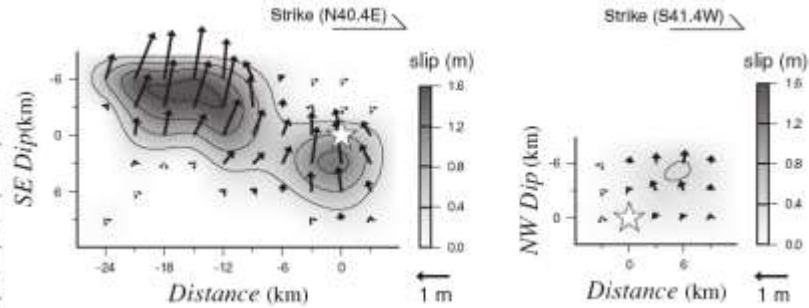 Strike (N40.4E)
slip (m)
1.6
1.2
0.8
0.4
0.0
-6
0
6
SE Dip(km)
-24 -18 -12 -6 0
Distance (km)
1 m
Strike (S41.4W)
slip (m)
1.6
1.2
0.8
0.4
0.0
-6
0
NW Dip (km)
0 6
Distance (km)
1 m